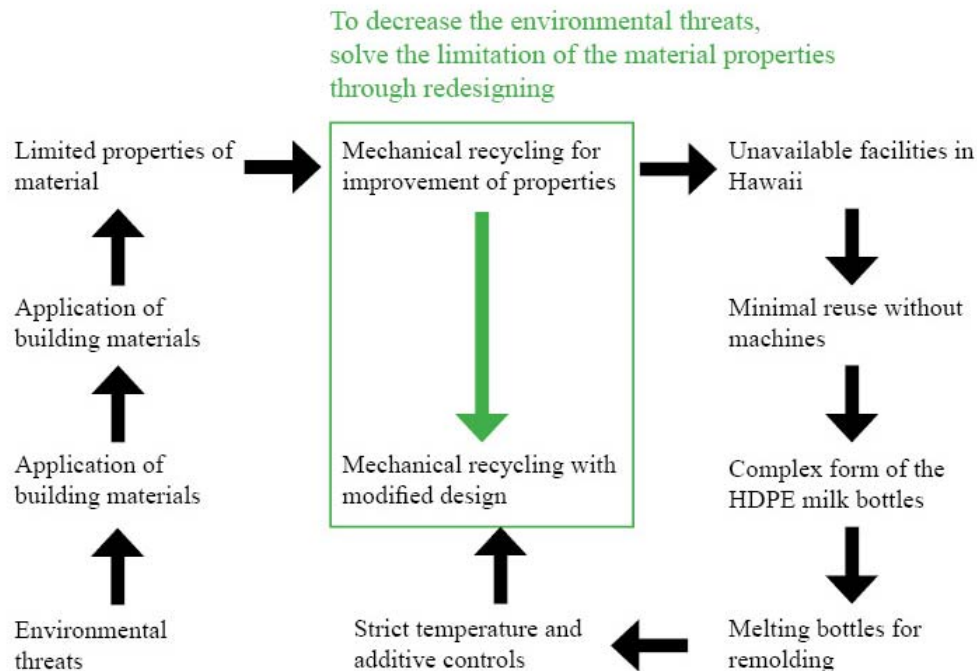 To decrease the environmental threats,
solve the limitation of the material properties
through redesigning
Limited properties of
material
Mechanical recycling for
improvement of properties
Unavailable facilities in
Hawaii
Application of
building materials
Minimal reuse without
machines
Application of
building materials
Mechanical recycling with
modified design
Complex form of the
HDPE milk bottles
Environmental
threats
Strict temperature and
additive controls
Melting bottles for
remolding